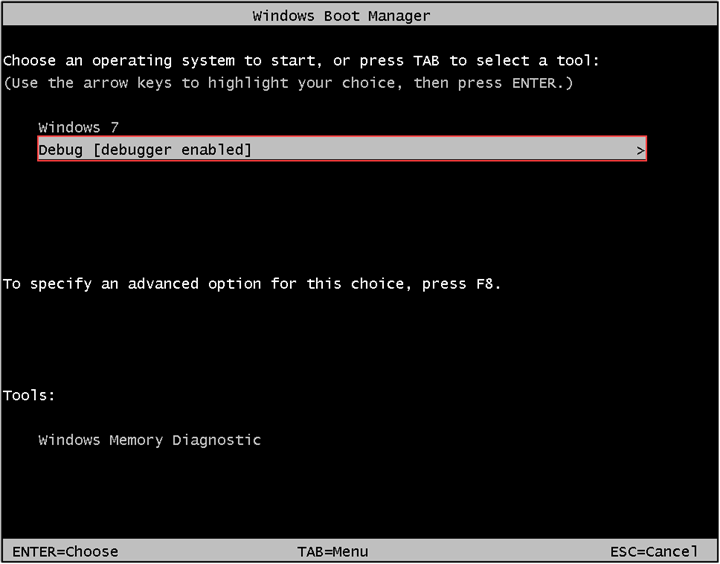 Windows Boot Manager
Choose an operating system to start, or press TAB to select a tool:
(Use the arrow keys to highlight your choice, then press ENTER.)
Windows 7
Debug [debugger enabled] >
To specify an advanced option for this choice, press F8.
Tools:
Windows Memory Diagnostic
ENTER=Choose TAB=Menu ESC=Cancel